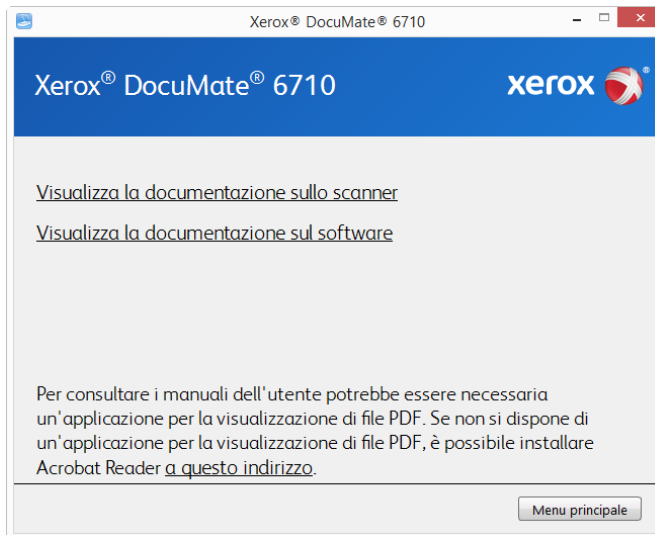 Xerox® DocuMate® 6710
Xerox® DocuMate® 6710
xerox ®
Visualizza la documentazione sullo scanner
Visualizza la documentazione sul software
Per consultare i manuali dell'utente potrebbe essere necessaria
un'applicazione per la visualizzazione di file PDF. Se non si dispone di
un'applicazione per la visualizzazione di file PDF, è possibile installare
Acrobat Reader a questo indirizzo.
Menu principale